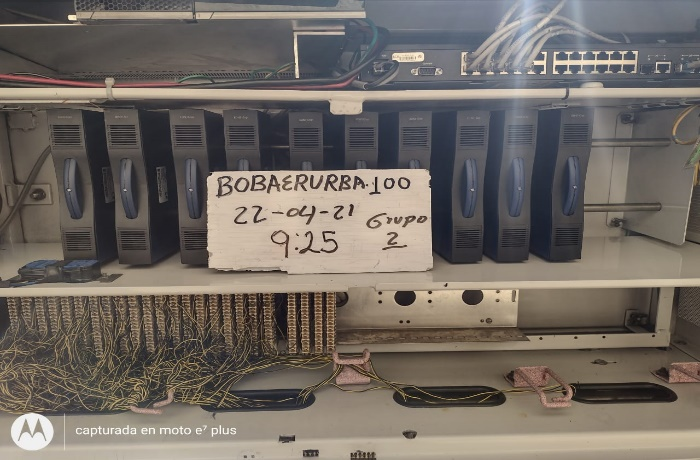 BOBAERURBA.100
22-04-21
9:25
Grupo
2
capturada en moto e⁷ plus